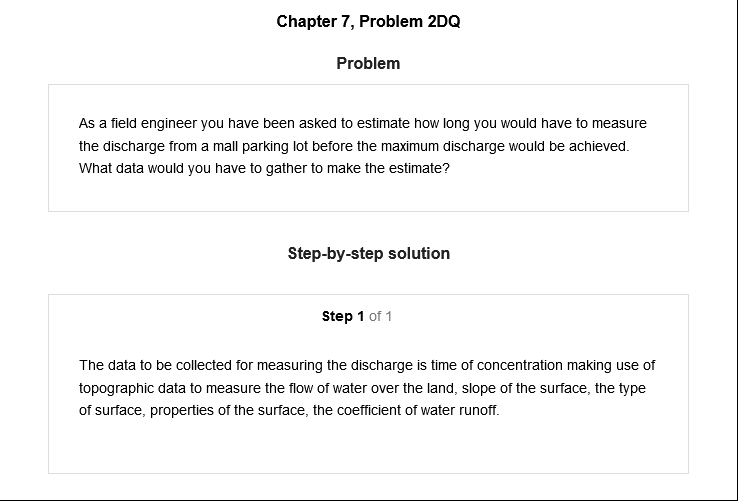 Chapter 7, Problem 2DQ
Problem
As a field engineer you have been asked to estimate how long you would have to measure
the discharge from a mall parking lot before the maximum discharge would be achieved.
What data would you have to gather to make the estimate?
Step-by-step solution
Step 1 of 1
The data to be collected for measuring the discharge is time of concentration making use of
topographic data to measure the flow of water over the land, slope of the surface, the type
of surface, properties of the surface, the coefficient of water runoff.